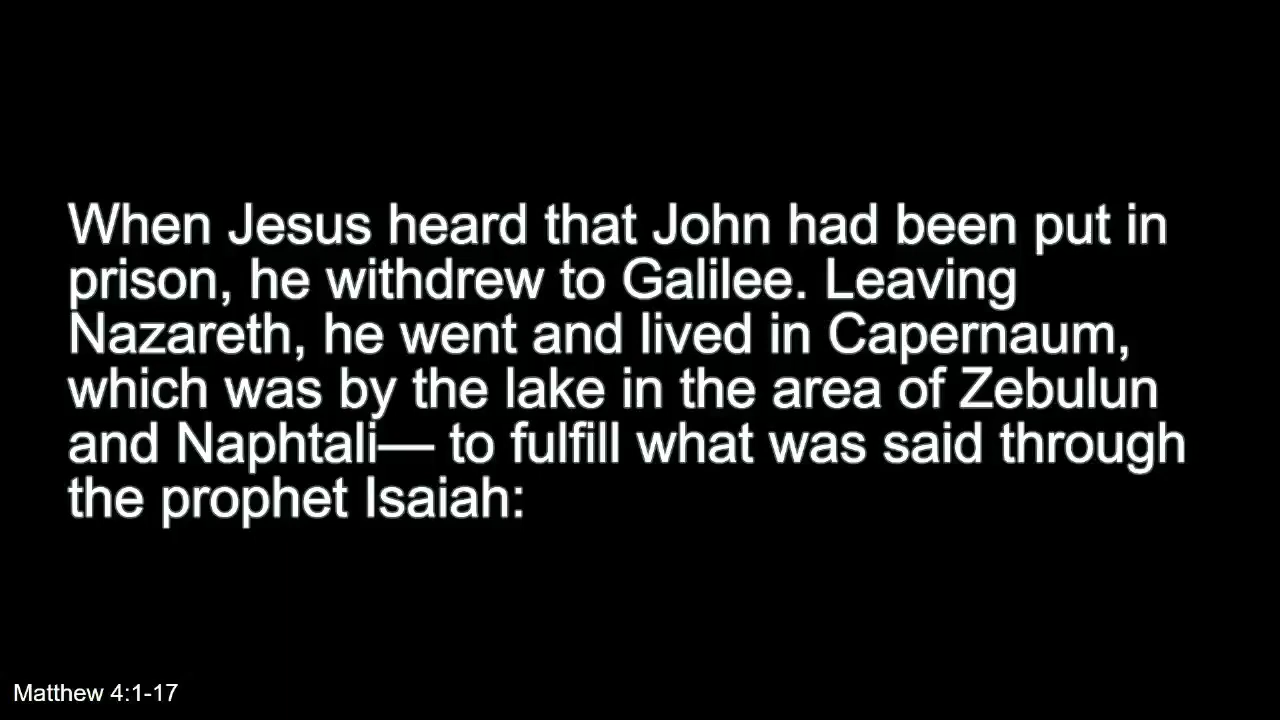 When Jesus heard that John had been put in
prison, he withdrew to Galilee. Leaving
Nazareth, he went and lived in Capernaum,
which was by the lake in the area of Zebulun
and Naphtali— to fulfill what was said through
the prophet Isaiah:
Matthew 4:1-17